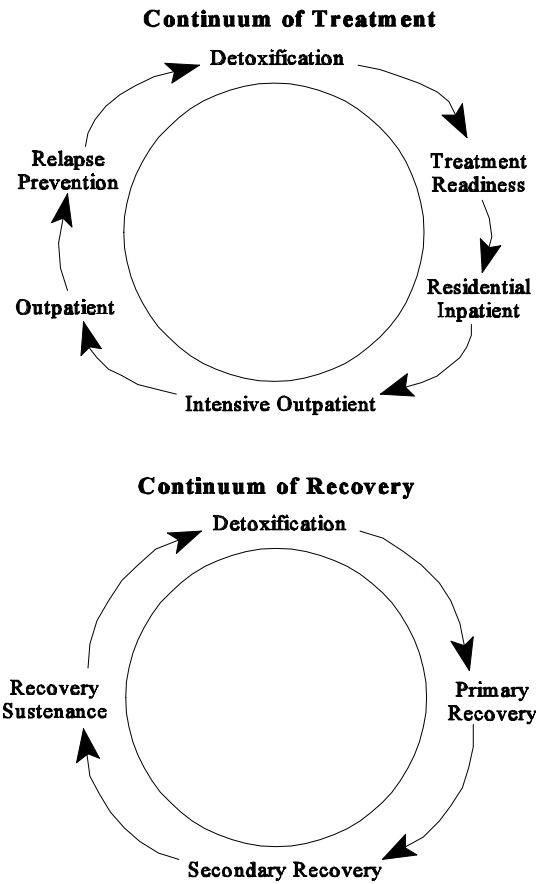 Continuum of Treatment
Detoxification
Treatment
Readiness
Residential
Inpatient
Intensive Outpatient
Outpatient
Relapse
Prevention
Continuum of Recovery
Detoxification
Primary
Recovery
Secondary Recovery
Recovery
Sustenance